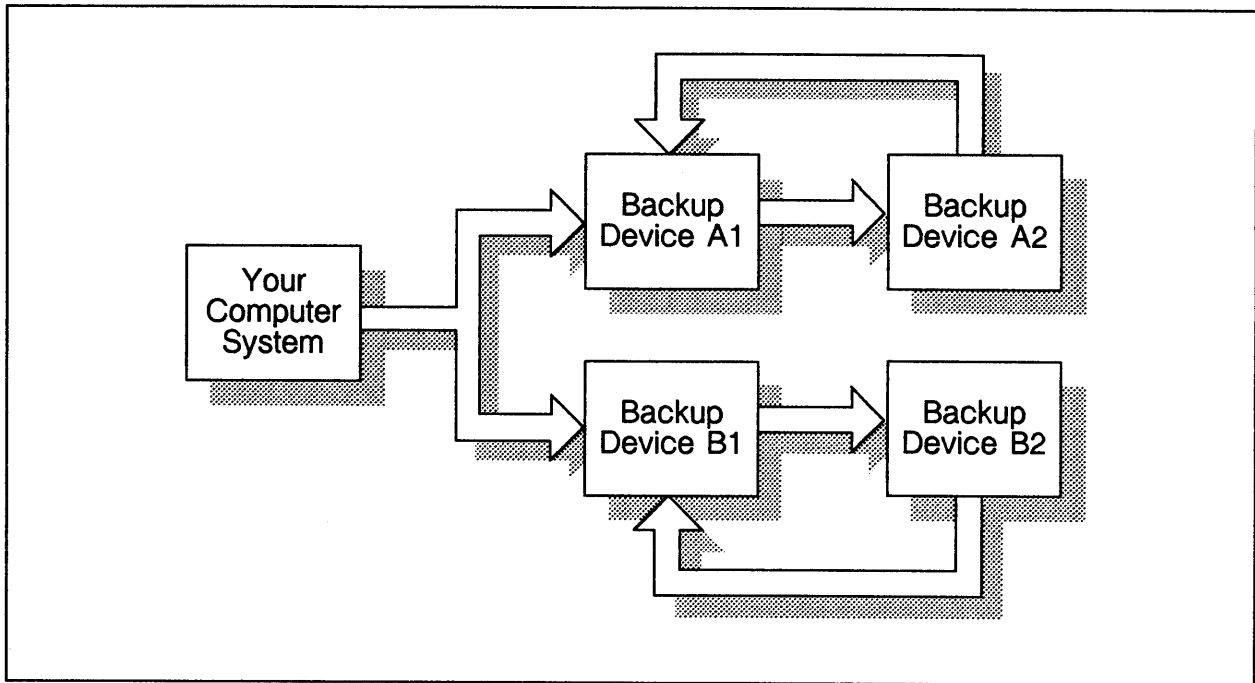 Your
Computer
System
Backup
Device A1
Backup
Device A2
Backup
Device B1
Backup
Device B2